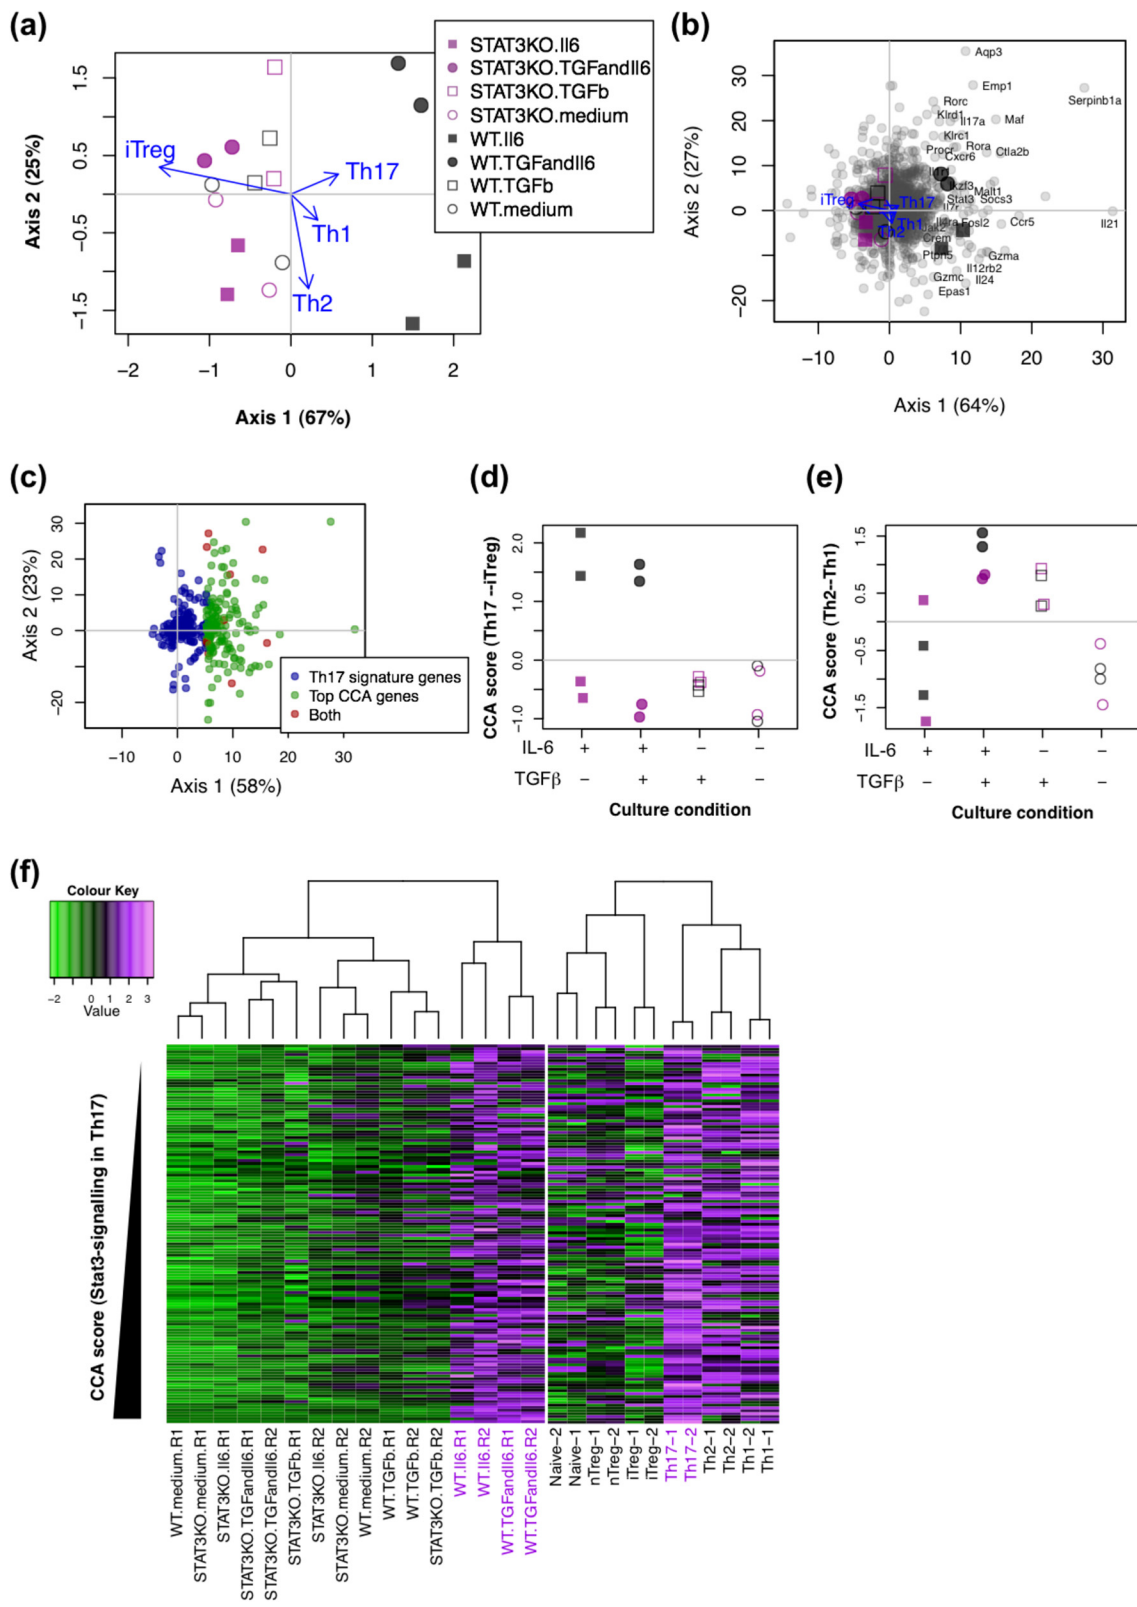 (a)
STAT3KO.Il6
STAT3KO.TGFandIl6
STAT3KO.TGFb
STAT3KO.medium
WT.Il6
WT.TGFandIl6
WT.TGFb
WT.medium
iTreg
Th17
Th1
Th2
1.5
0.5
−0.5
−1.5
Axis 2 (25%)
−2 −1 0 1 2
Axis 1 (67%)
(b)
Aqp3
Emp1
Serpinb1a
Rorc
Klrd1
Il17a
Maf
Klrc1
Procr
Rora
Cxcr6
Ctla2b
Ikzf3
Malt1
Stat3
Socs3
Il7r
iTreg
Th17
Th1
Th2
Il4ra
Fosl2
Ccr5
Il21
Jak2
Crem
Ptpn5
Gzma
Il12rb2
Gzmc
Il24
Epas1
30
20
10
0
−20
Axis 2 (27%)
−10 0 10 20 30
Axis 1 (64%)
(c)
30
20
10
0
−20
Axis 2 (23%)
Th17 signature genes
Top CCA genes
Both
−10 0 10 20 30
Axis 1 (58%)
(d)
CCA score (Th17 −−iTreg)
2.0
1.0
0.0
−1.0
IL-6 + + − −
TGFβ − + + −
Culture condition
(e)
CCA score (Th2−−Th1)
1.5
0.5
−0.5
−1.5
IL-6 + + − −
TGFβ − + + −
Culture condition
(f)
Colour Key
−2 0 1 2 3
Value
CCA score (Stat3-signalling in Th17)
WT.medium.R1
STAT3KO.medium.R1
STAT3KO.Il6.R1
STAT3KO.TGFandIl6.R1
STAT3KO.TGFandIl6.R2
STAT3KO.TGFb.R1
STAT3KO.Il6.R2
STAT3KO.medium.R2
WT.medium.R2
WT.TGFb.R1
WT.TGFb.R2
STAT3KO.TGFb.R2
WT.Il6.R1
WT.Il6.R2
WT.TGFandIl6.R1
WT.TGFandIl6.R2
Naive−2
Naive−1
nTreg−1
nTreg−2
iTreg−1
iTreg−2
Th17−1
Th17−2
Th2−1
Th2−2
Th1−2
Th1−1